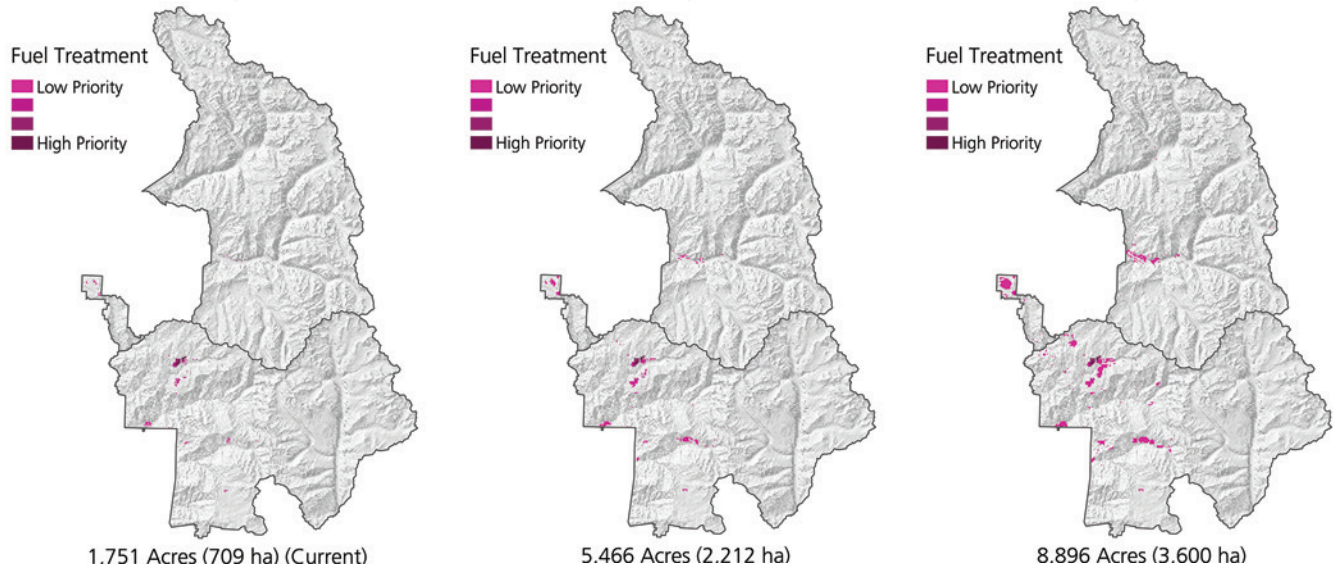 Fuel Treatment
Low Priority
High Priority
1,751 Acres (709 ha) (Current)
Fuel Treatment
Low Priority
High Priority
5,466 Acres (2,212 ha)
Fuel Treatment
Low Priority
High Priority
8,896 Acres (3,600 ha)